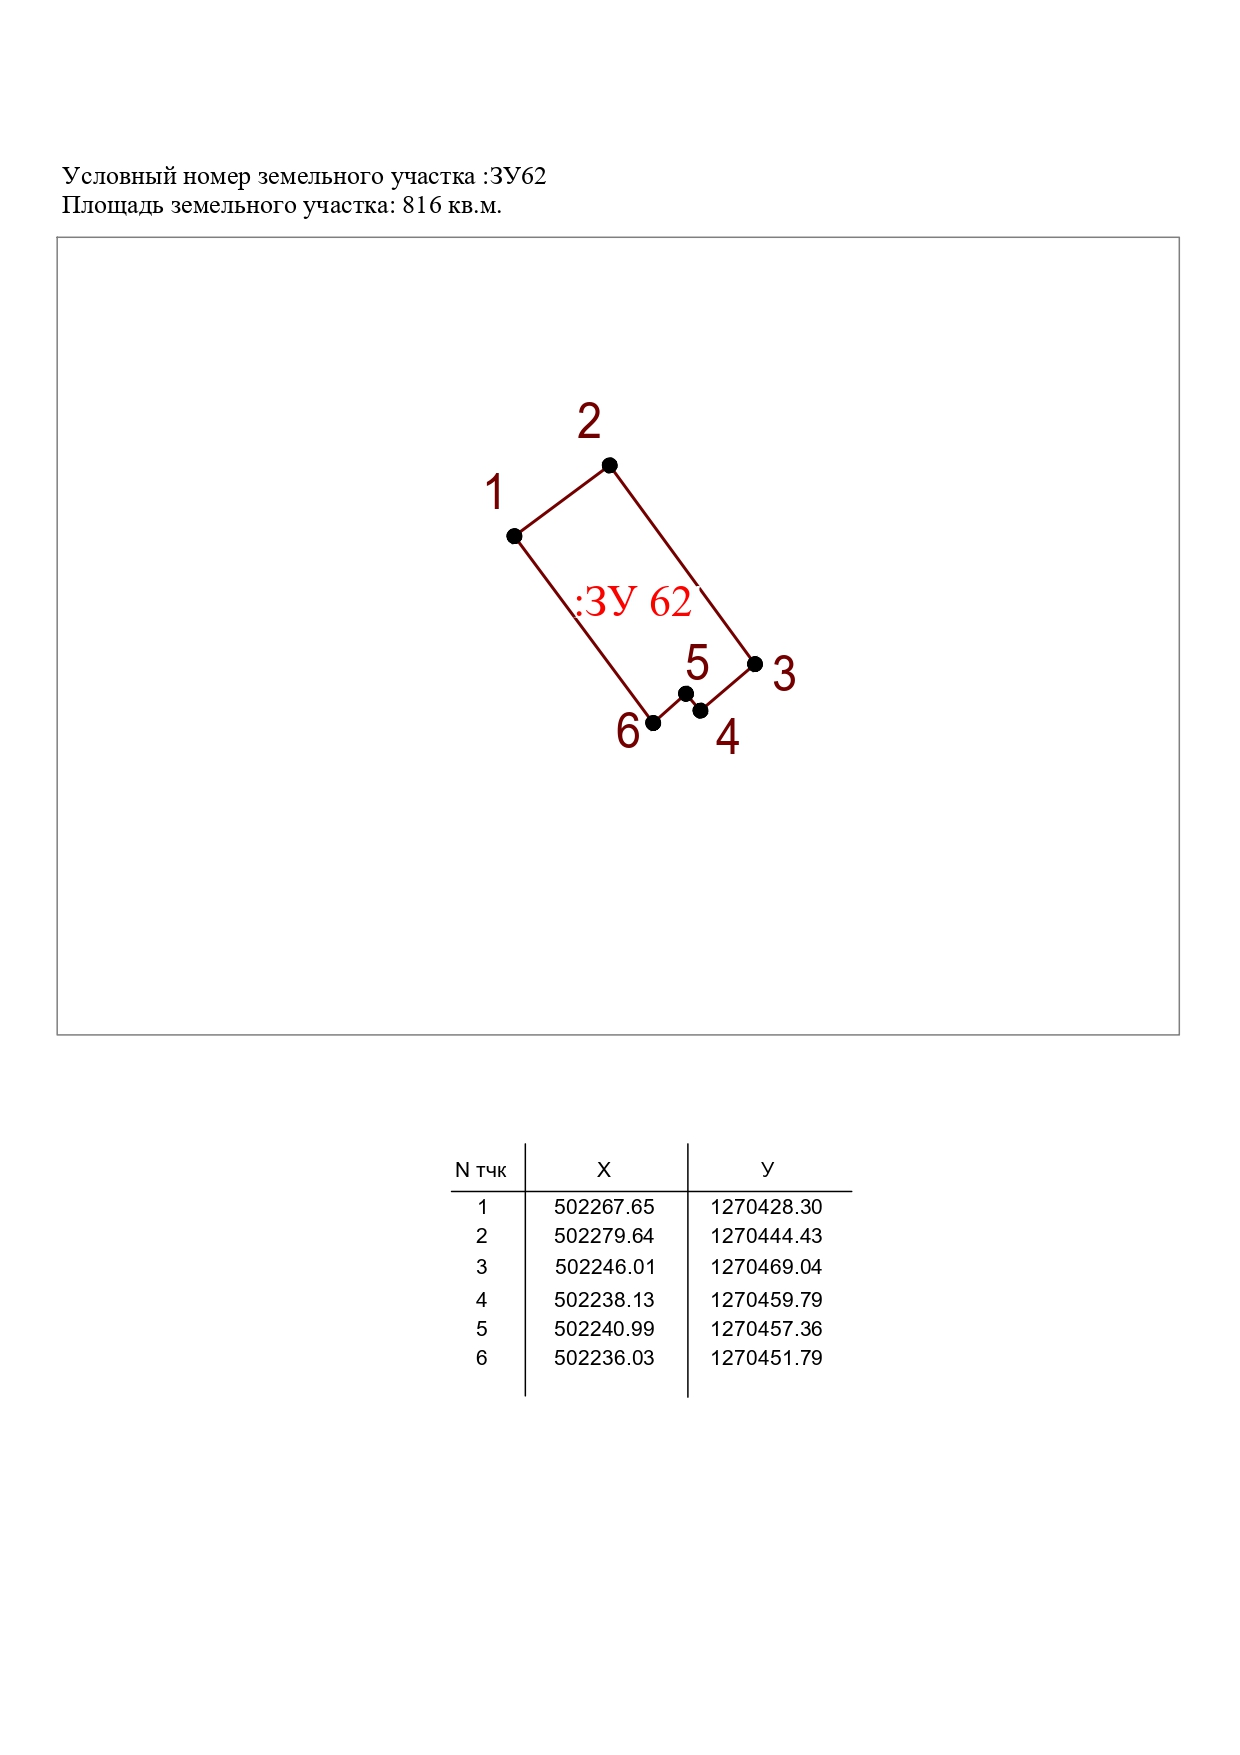 Условный номер земельного участка :ЗУ62
Площадь земельного участка: 816 кв.м.
2
1
:ЗУ 62
5
3
6
4
N тчк X У
1 502267.65 1270428.30
2 502279.64 1270444.43
3 502246.01 1270469.04
4 502238.13 1270459.79
5 502240.99 1270457.36
6 502236.03 1270451.79